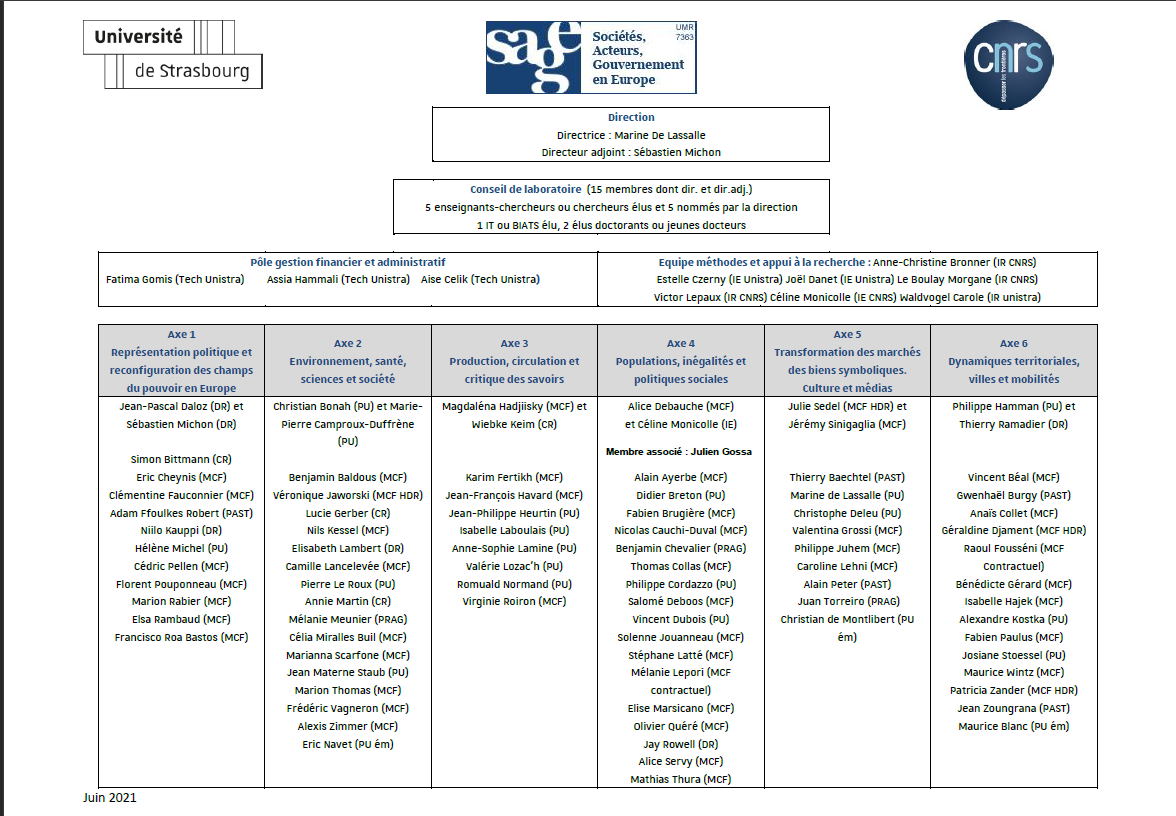 Université
de Strasbourg
sage
Sociétés,
Acteurs,
Gouvernement
en Europe
UMR
7363
cnrs
dépasser les frontières
Direction
Directrice : Marine De Lassalle
Directeur adjoint : Sébastien Michon
Conseil de laboratoire (15 membres dont dir. et dir.adj.)
5 enseignants-chercheurs ou chercheurs élus et 5 nommés par la direction
1 IT ou BIATS élu, 2 élus doctorants ou jeunes docteurs
Pôle gestion financier et administratif
Fatima Gomis (Tech Unistra) Assia Hammali (Tech Unistra) Aise Celik (Tech Unistra)
Equipe méthodes et appui à la recherche : Anne-Christine Bronner (IR CNRS)
Estelle Czerny (IE Unistra) Joël Danet (IE Unistra) Le Boulay Morgane (IR CNRS)
Victor Lepaux (IR CNRS) Céline Monicolle (IE CNRS) Waldvogel Carole (IR unistra)
Axe 1
Représentation politique et
reconfiguration des champs
du pouvoir en Europe
Jean-Pascal Daloz (DR) et
Sébastien Michon (DR)
Simon Bittmann (CR)
Eric Cheynis (MCF)
Clémentine Fauconnier (MCF)
Adam Ffoulkes Robert (PAST)
Niilo Kauppi (DR)
Hélène Michel (PU)
Cédric Pellen (MCF)
Florent Pouponneau (MCF)
Marion Rabier (MCF)
Elsa Rambaud (MCF)
Francisco Roa Bastos (MCF)
Axe 2
Environnement, santé,
sciences et société
Christian Bonah (PU) et Marie-
Pierre Camproux-Duffrène
(PU)
Benjamin Baldous (MCF)
Véronique Jaworski (MCF HDR)
Lucie Gerber (CR)
Nils Kessel (MCF)
Elisabeth Lambert (DR)
Camille Lancelevée (MCF)
Pierre Le Roux (PU)
Annie Martin (CR)
Mélanie Meunier (PRAG)
Célia Miralles Buil (MCF)
Marianna Scarfone (MCF)
Jean Materne Staub (PU)
Marion Thomas (MCF)
Frédéric Vagneron (MCF)
Alexis Zimmer (MCF)
Eric Navet (PU ém)
Axe 3
Production, circulation et
critique des savoirs
Magdaléna Hadjiisky (MCF) et
Wiebke Keim (CR)
Karim Fertikh (MCF)
Jean-François Havard (MCF)
Jean-Philippe Heurtin (PU)
Isabelle Laboulais (PU)
Anne-Sophie Lamine (PU)
Valérie Lozac'h (PU)
Romuald Normand (PU)
Virginie Roiron (MCF)
Axe 4
Populations, inégalités et
politiques sociales
Alice Debauche (MCF)
et Céline Monicolle (IE)
Membre associé : Julien Gossa
Alain Ayerbe (MCF)
Didier Breton (PU)
Fabien Brugière (MCF)
Nicolas Cauchi-Duval (MCF)
Benjamin Chevalier (PRAG)
Thomas Collas (MCF)
Philippe Cordazzo (PU)
Salomé Deboos (MCF)
Vincent Dubois (PU)
Solenne Jouanneau (MCF)
Stéphane Latté (MCF)
Mélanie Lepori (MCF
contractuel)
Elise Marsicano (MCF)
Olivier Quéré (MCF)
Jay Rowell (DR)
Alice Servy (MCF)
Mathias Thura (MCF)
Axe 5
Transformation des marchés
des biens symboliques.
Culture et médias
Julie Sedel (MCF HDR) et
Jérémy Sinigaglia (MCF)
Thierry Baechtel (PAST)
Marine de Lassalle (PU)
Christophe Deleu (PU)
Valentina Grossi (MCF)
Philippe Juhem (MCF)
Caroline Lehni (MCF)
Alain Peter (PAST)
Juan Torreiro (PRAG)
Christian de Montlibert (PU
ém)
Axe 6
Dynamiques territoriales,
villes et mobilités
Philippe Hamman (PU) et
Thierry Ramadier (DR)
Vincent Béal (MCF)
Gwenhaël Burgy (PAST)
Anaïs Collet (MCF)
Géraldine Djament (MCF HDR)
Raoul Fousséni (MCF
Contractuel)
Bénédicte Gérard (MCF)
Isabelle Hajek (MCF)
Alexandre Kostka (PU)
Fabien Paulus (MCF)
Josiane Stoessel (PU)
Maurice Wintz (MCF)
Patricia Zander (MCF HDR)
Jean Zoungrana (PAST)
Maurice Blanc (PU ém)
Juin 2021